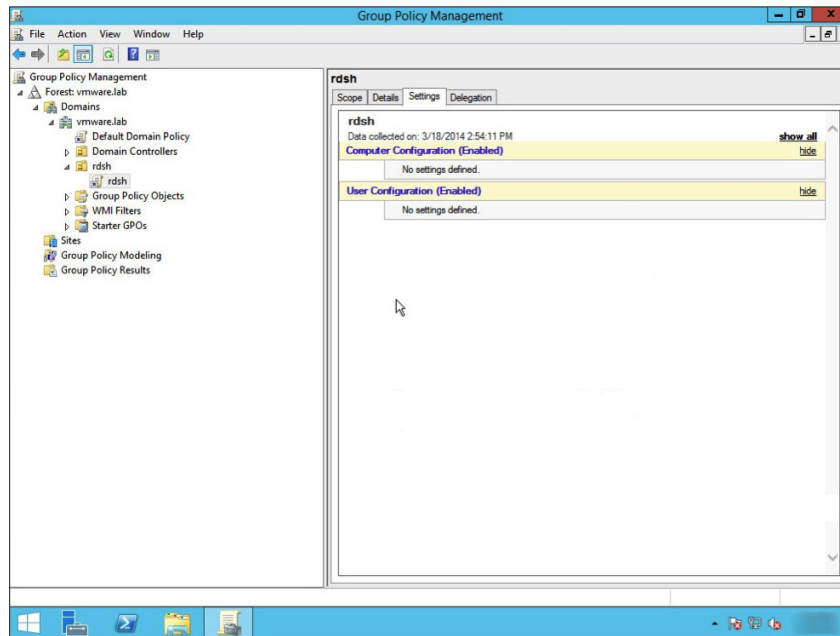 Group Policy Management
File Action View Window Help
Group Policy Management
Forest: vmware.lab
Domains
vmware.lab
Default Domain Policy
Domain Controllers
rdsh
rdsh
Group Policy Objects
WMI Filters
Starter GPOs
Sites
Group Policy Modeling
Group Policy Results
rdsh
Scope Details Settings Delegation
rdsh
Data collected on: 3/18/2014 2:54:11 PM show all
Computer Configuration (Enabled) hide
No settings defined.
User Configuration (Enabled) hide
No settings defined.